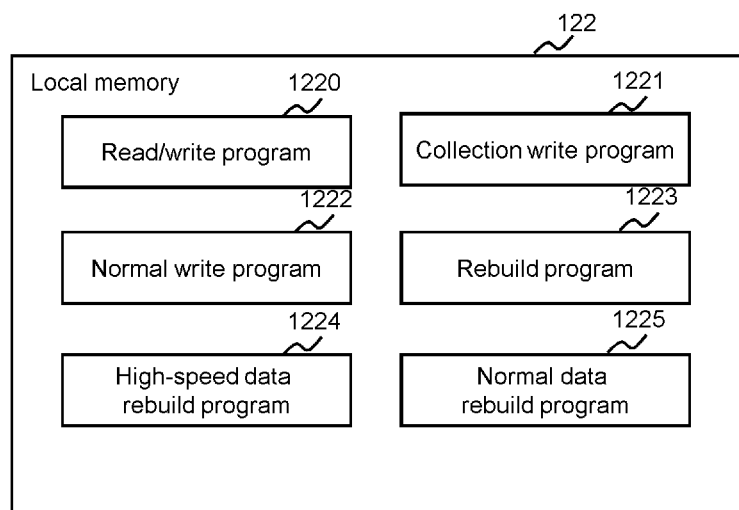 122
Local memory
1220
1221
Read/write program
Collection write program
1222
1223
Normal write program
Rebuild program
1224
1225
High-speed data
rebuild program
Normal data
rebuild program